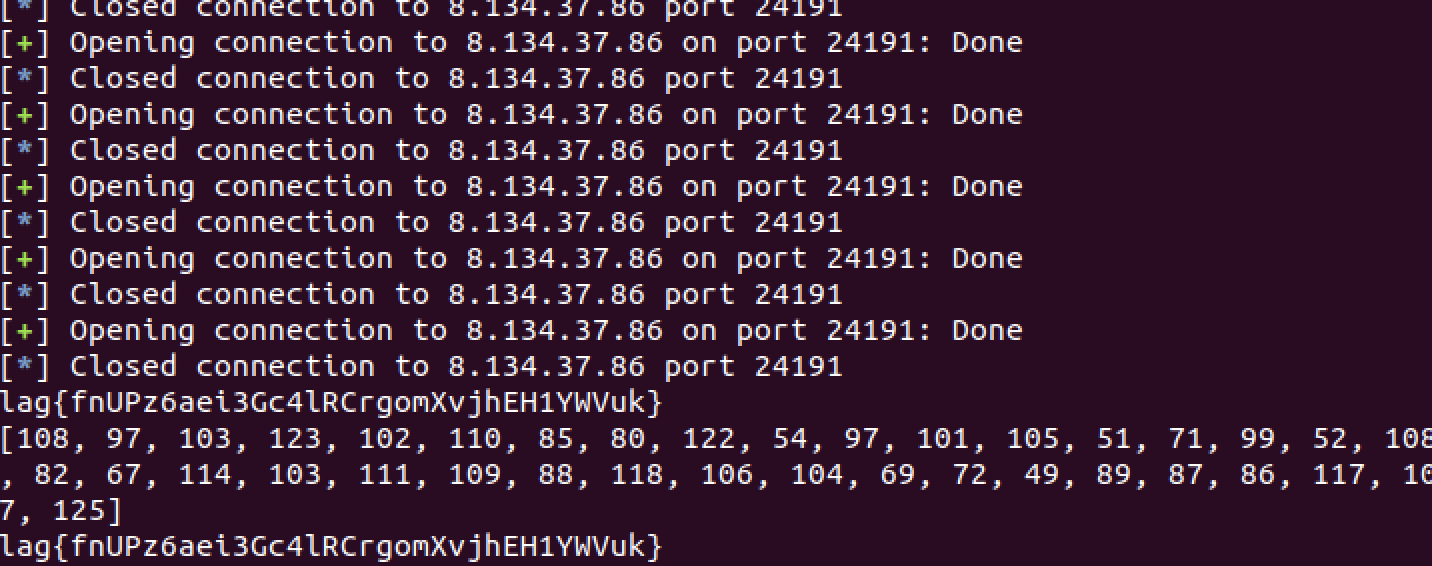 [*] Closed connection to 8.134.37.86 port 24191
[+] Opening connection to 8.134.37.86 on port 24191: Done
[*] Closed connection to 8.134.37.86 port 24191
[+] Opening connection to 8.134.37.86 on port 24191: Done
[*] Closed connection to 8.134.37.86 port 24191
[+] Opening connection to 8.134.37.86 on port 24191: Done
[*] Closed connection to 8.134.37.86 port 24191
[+] Opening connection to 8.134.37.86 on port 24191: Done
[*] Closed connection to 8.134.37.86 port 24191
[+] Opening connection to 8.134.37.86 on port 24191: Done
[*] Closed connection to 8.134.37.86 port 24191
lag{fnUPz6aei3Gc4lRCrgomXvjhEH1YWVuk}
[108, 97, 103, 123, 102, 110, 85, 80, 122, 54, 97, 101, 105, 51, 71, 99, 52, 108
, 82, 67, 114, 103, 111, 109, 88, 118, 106, 104, 69, 72, 49, 89, 87, 86, 117, 10
7, 125]
lag{fnUPz6aei3Gc4lRCrgomXvjhEH1YWVuk}